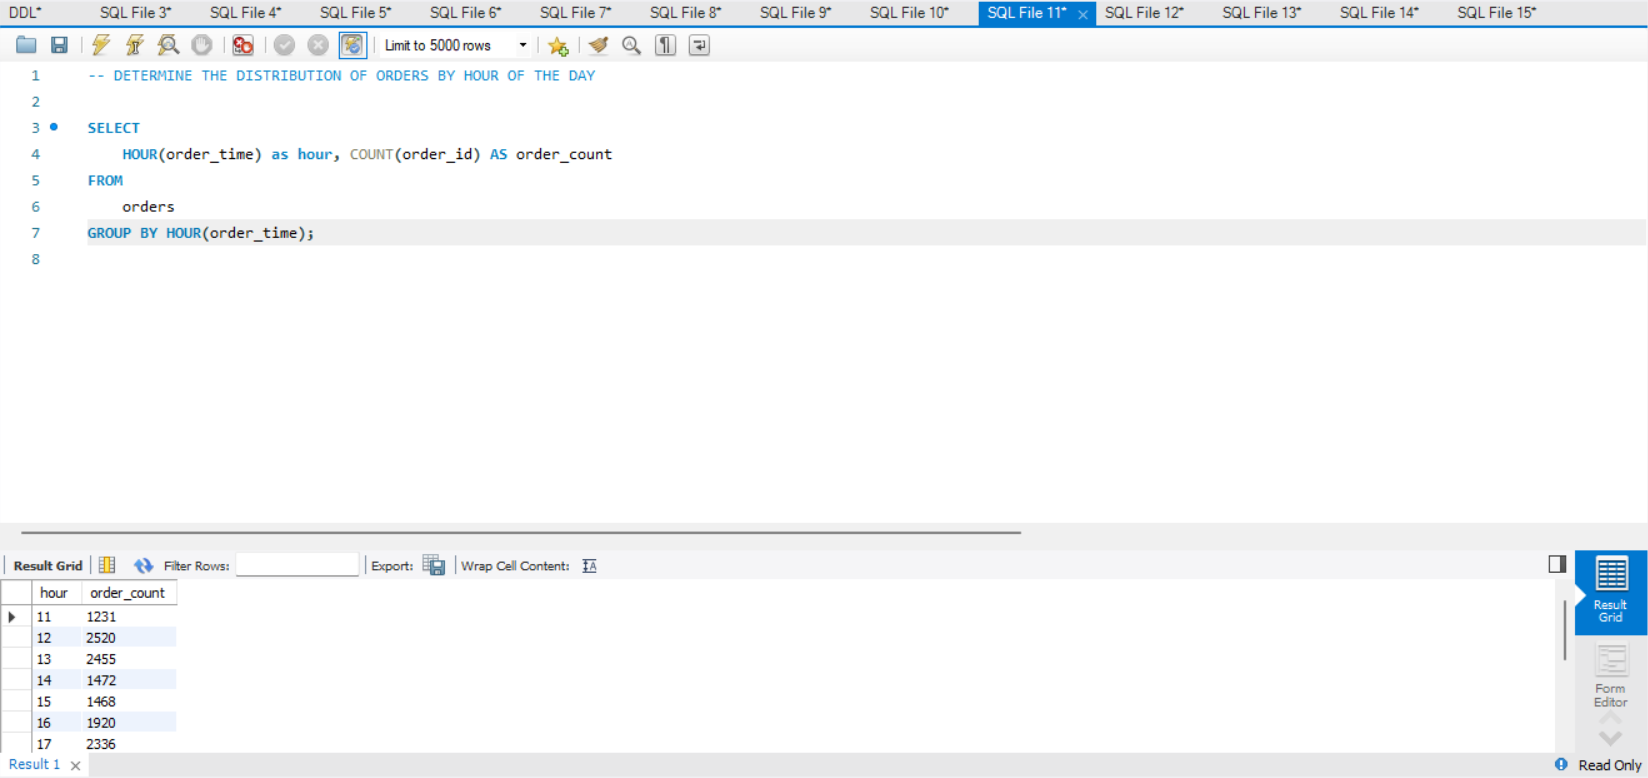 DDL* SQL File 3* SQL File 4* SQL File 5* SQL File 6* SQL File 7* SQL File 8* SQL File 9* SQL File 10* SQL File 11* SQL File 12* SQL File 13* SQL File 14* SQL File 15*
Limit to 5000 rows
1 -- DETERMINE THE DISTRIBUTION OF ORDERS BY HOUR OF THE DAY
2
3 SELECT
4 HOUR(order_time) as hour, COUNT(order_id) AS order_count
5 FROM
6 orders
7 GROUP BY HOUR(order_time);
8
Result Grid Filter Rows: Export: Wrap Cell Content:
hour order_count
11 1231
12 2520
13 2455
14 1472
15 1468
16 1920
17 2336
Result
Grid
Form
Editor
Result 1 Read Only